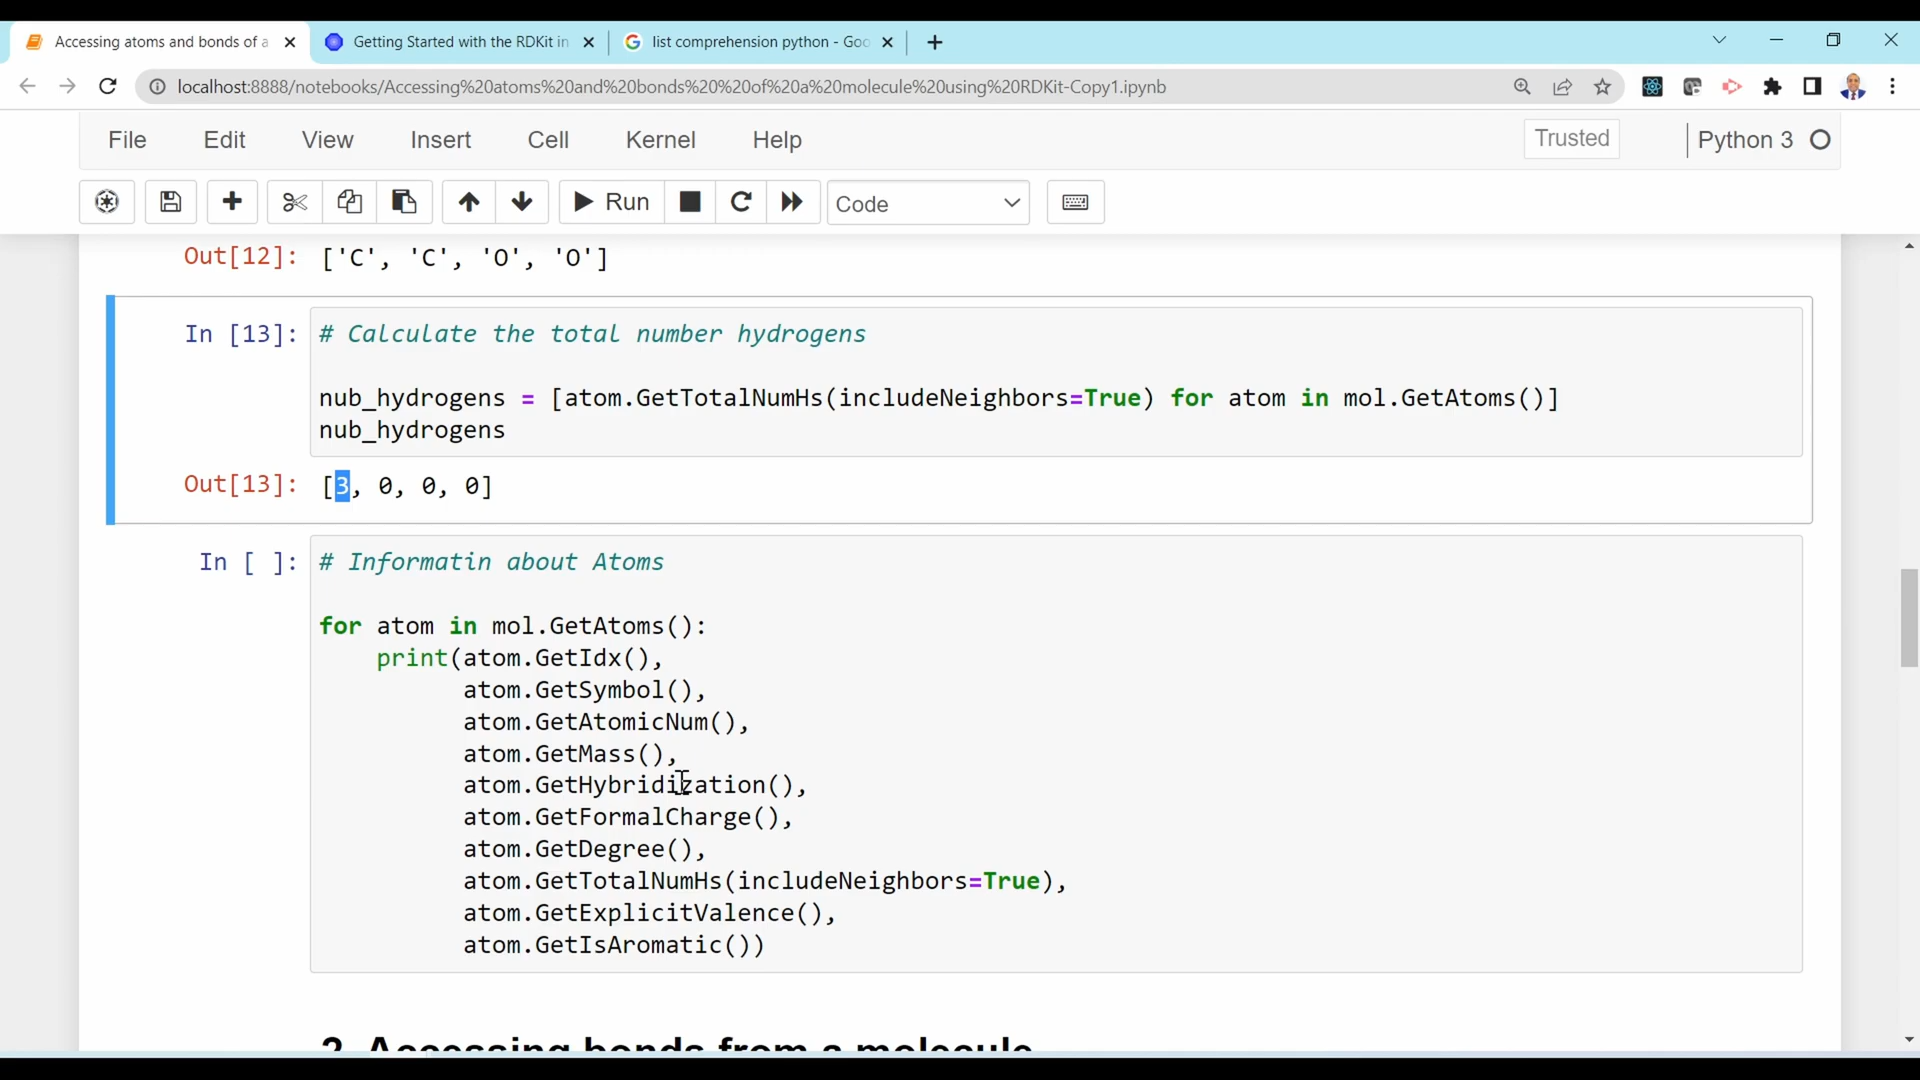 Accessing atoms and bonds of a
Getting Started with the RDKit in
list comprehension python - Goo
localhost:8888/notebooks/Accessing%20atoms%20and%20bonds%20%20of%20a%20molecule%20using%20RDKit-Copy1.ipynb
File Edit View Insert Cell Kernel Help Trusted Python 3
Run Code
Out[12]: ['C', 'C', 'O', 'O']
In [13]: # Calculate the total number hydrogens
nub_hydrogens = [atom.GetTotalNumHs(includeNeighbors=True) for atom in mol.GetAtoms()]
nub_hydrogens
Out[13]: [3, 0, 0, 0]
In [ ]: # Informatin about Atoms
for atom in mol.GetAtoms():
print(atom.GetIdx(),
atom.GetSymbol(),
atom.GetAtomicNum(),
atom.GetMass(),
atom.GetHybridization(),
atom.GetFormalCharge(),
atom.GetDegree(),
atom.GetTotalNumHs(includeNeighbors=True),
atom.GetExplicitValence(),
atom.GetIsAromatic())
2. Accessing bonds from a molecule